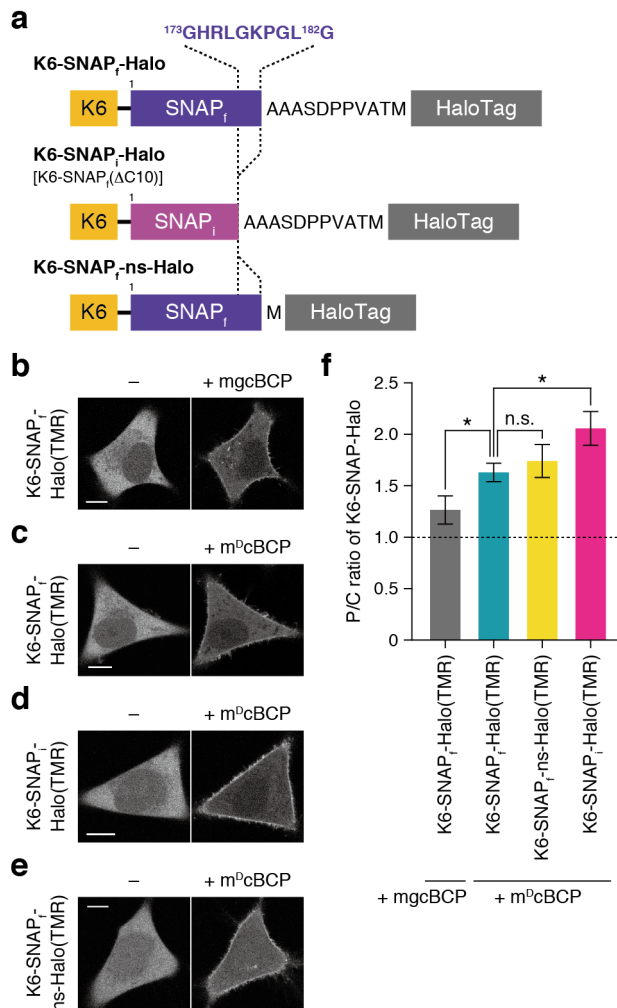 a
¹⁷³GHRLGKPGL¹⁸²G
K6-SNAPf-Halo
1
K6 SNAPf AAASDPPVATM HaloTag
K6-SNAPi-Halo
[K6-SNAPf(ΔC10)]
1
K6 SNAPi AAASDPPVATM HaloTag
K6-SNAPf-ns-Halo
1
K6 SNAPf M HaloTag
b
– + mgcBCP
K6-SNAPf-
Halo(TMR)
c
– + mᴰcBCP
K6-SNAPf-
Halo(TMR)
d
– + mᴰcBCP
K6-SNAPi-
Halo(TMR)
e
– + mᴰcBCP
K6-SNAPf-
ns-Halo(TMR)
f
P/C ratio of K6-SNAP-Halo
2.5
2.0
1.5
1.0
0.5
0
*
n.s.
*
K6-SNAPf-Halo(TMR)
K6-SNAPf-Halo(TMR)
K6-SNAPf-ns-Halo(TMR)
K6-SNAPi-Halo(TMR)
+ mgcBCP
+ mᴰcBCP